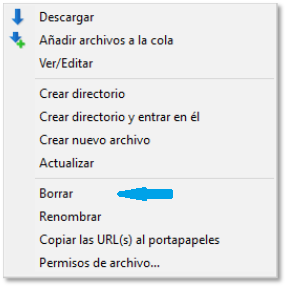 Descargar
Añadir archivos a la cola
Ver/Editar
Crear directorio
Crear directorio y entrar en él
Crear nuevo archivo
Actualizar
Borrar
Renombrar
Copiar las URL(s) al portapapeles
Permisos de archivo...